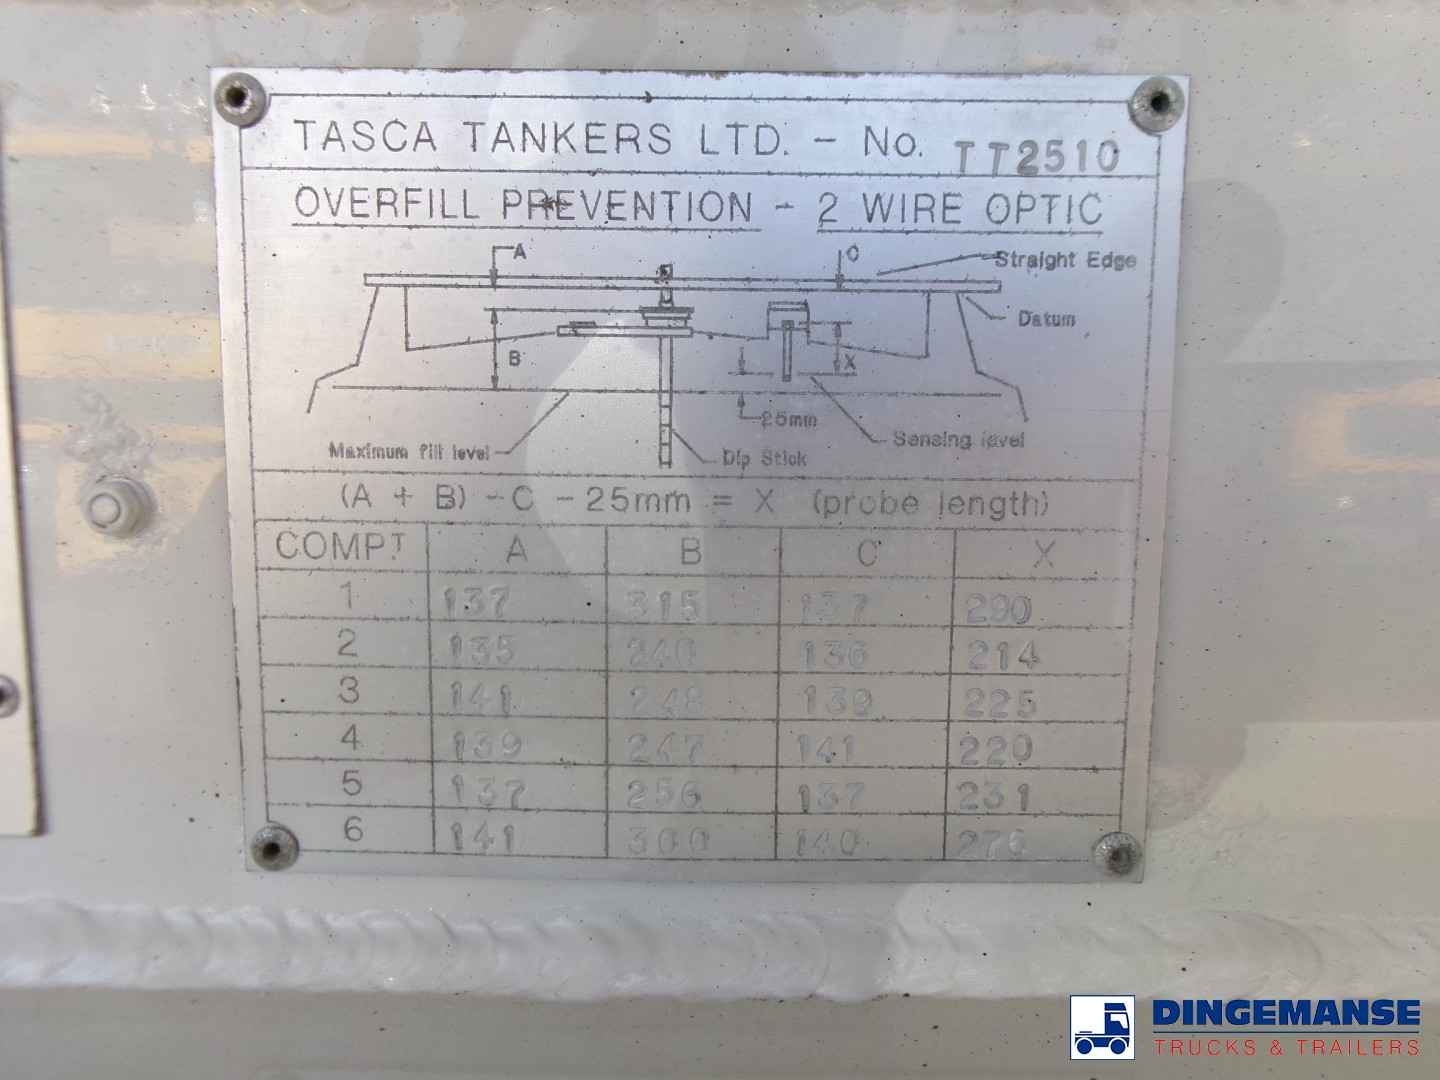 TASCA TANKERS LTD. - No. TT2510
OVERFILL PREVENTION - 2 WIRE OPTIC
A C Straight Edge
Datum
B X
25mm
Maximum fill level Dip Stick Sensing level
(A + B) - C - 25mm = X (probe length)
COMPT A B C X
1 137 315 137 290
2 135 240 136 214
3 141 248 139 225
4 139 247 141 220
5 137 256 137 231
6 141 300 140 276
DINGEMANSE
TRUCKS & TRAILERS